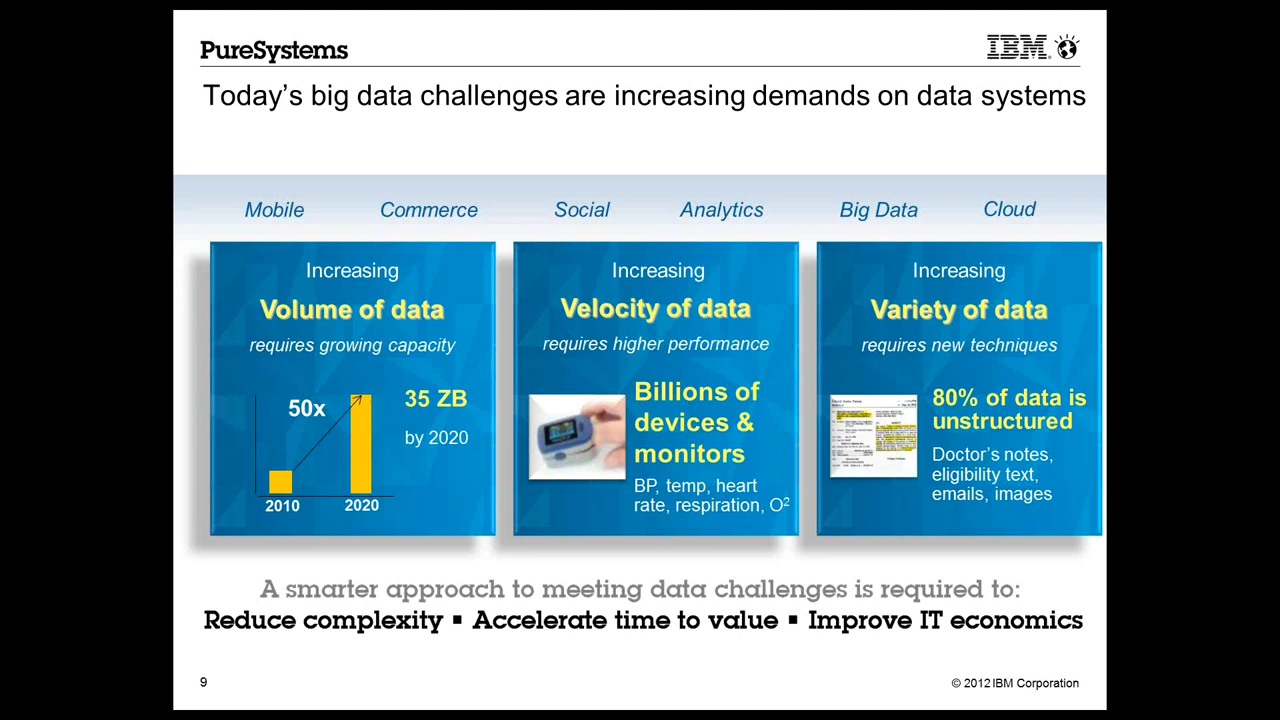 PureSystems
IBM
Today's big data challenges are increasing demands on data systems
Mobile Commerce Social Analytics Big Data Cloud
Increasing
Volume of data
requires growing capacity
50x
35 ZB
by 2020
2010 2020
Increasing
Velocity of data
requires higher performance
Billions of
devices &
monitors
BP, temp, heart
rate, respiration, O2
Increasing
Variety of data
requires new techniques
80% of data is
unstructured
Doctor's notes,
eligibility text,
emails, images
A smarter approach to meeting data challenges is required to:
Reduce complexity ▪ Accelerate time to value ▪ Improve IT economics
9
© 2012 IBM Corporation